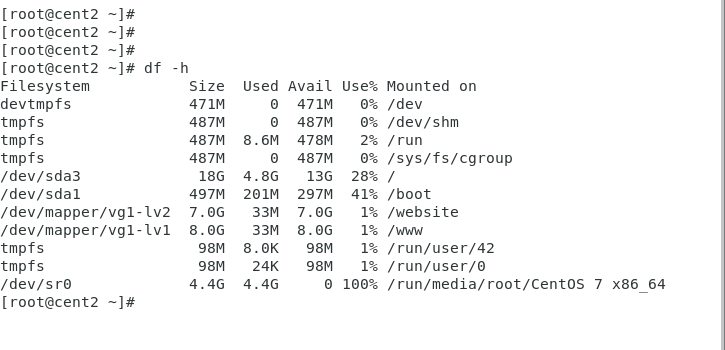 [root@cent2 ~]#
[root@cent2 ~]#
[root@cent2 ~]#
[root@cent2 ~]# df -h
Filesystem           Size  Used Avail Use% Mounted on
devtmpfs             471M     0  471M   0% /dev
tmpfs                487M     0  487M   0% /dev/shm
tmpfs                487M  8.6M  478M   2% /run
tmpfs                487M     0  487M   0% /sys/fs/cgroup
/dev/sda3             18G  4.8G   13G  28% /
/dev/sda1            497M  201M  297M  41% /boot
/dev/mapper/vg1-lv2  7.0G   33M  7.0G   1% /website
/dev/mapper/vg1-lv1  8.0G   33M  8.0G   1% /www
tmpfs                 98M  8.0K   98M   1% /run/user/42
tmpfs                 98M   24K   98M   1% /run/user/0
/dev/sr0             4.4G  4.4G     0 100% /run/media/root/CentOS 7 x86_64
[root@cent2 ~]#